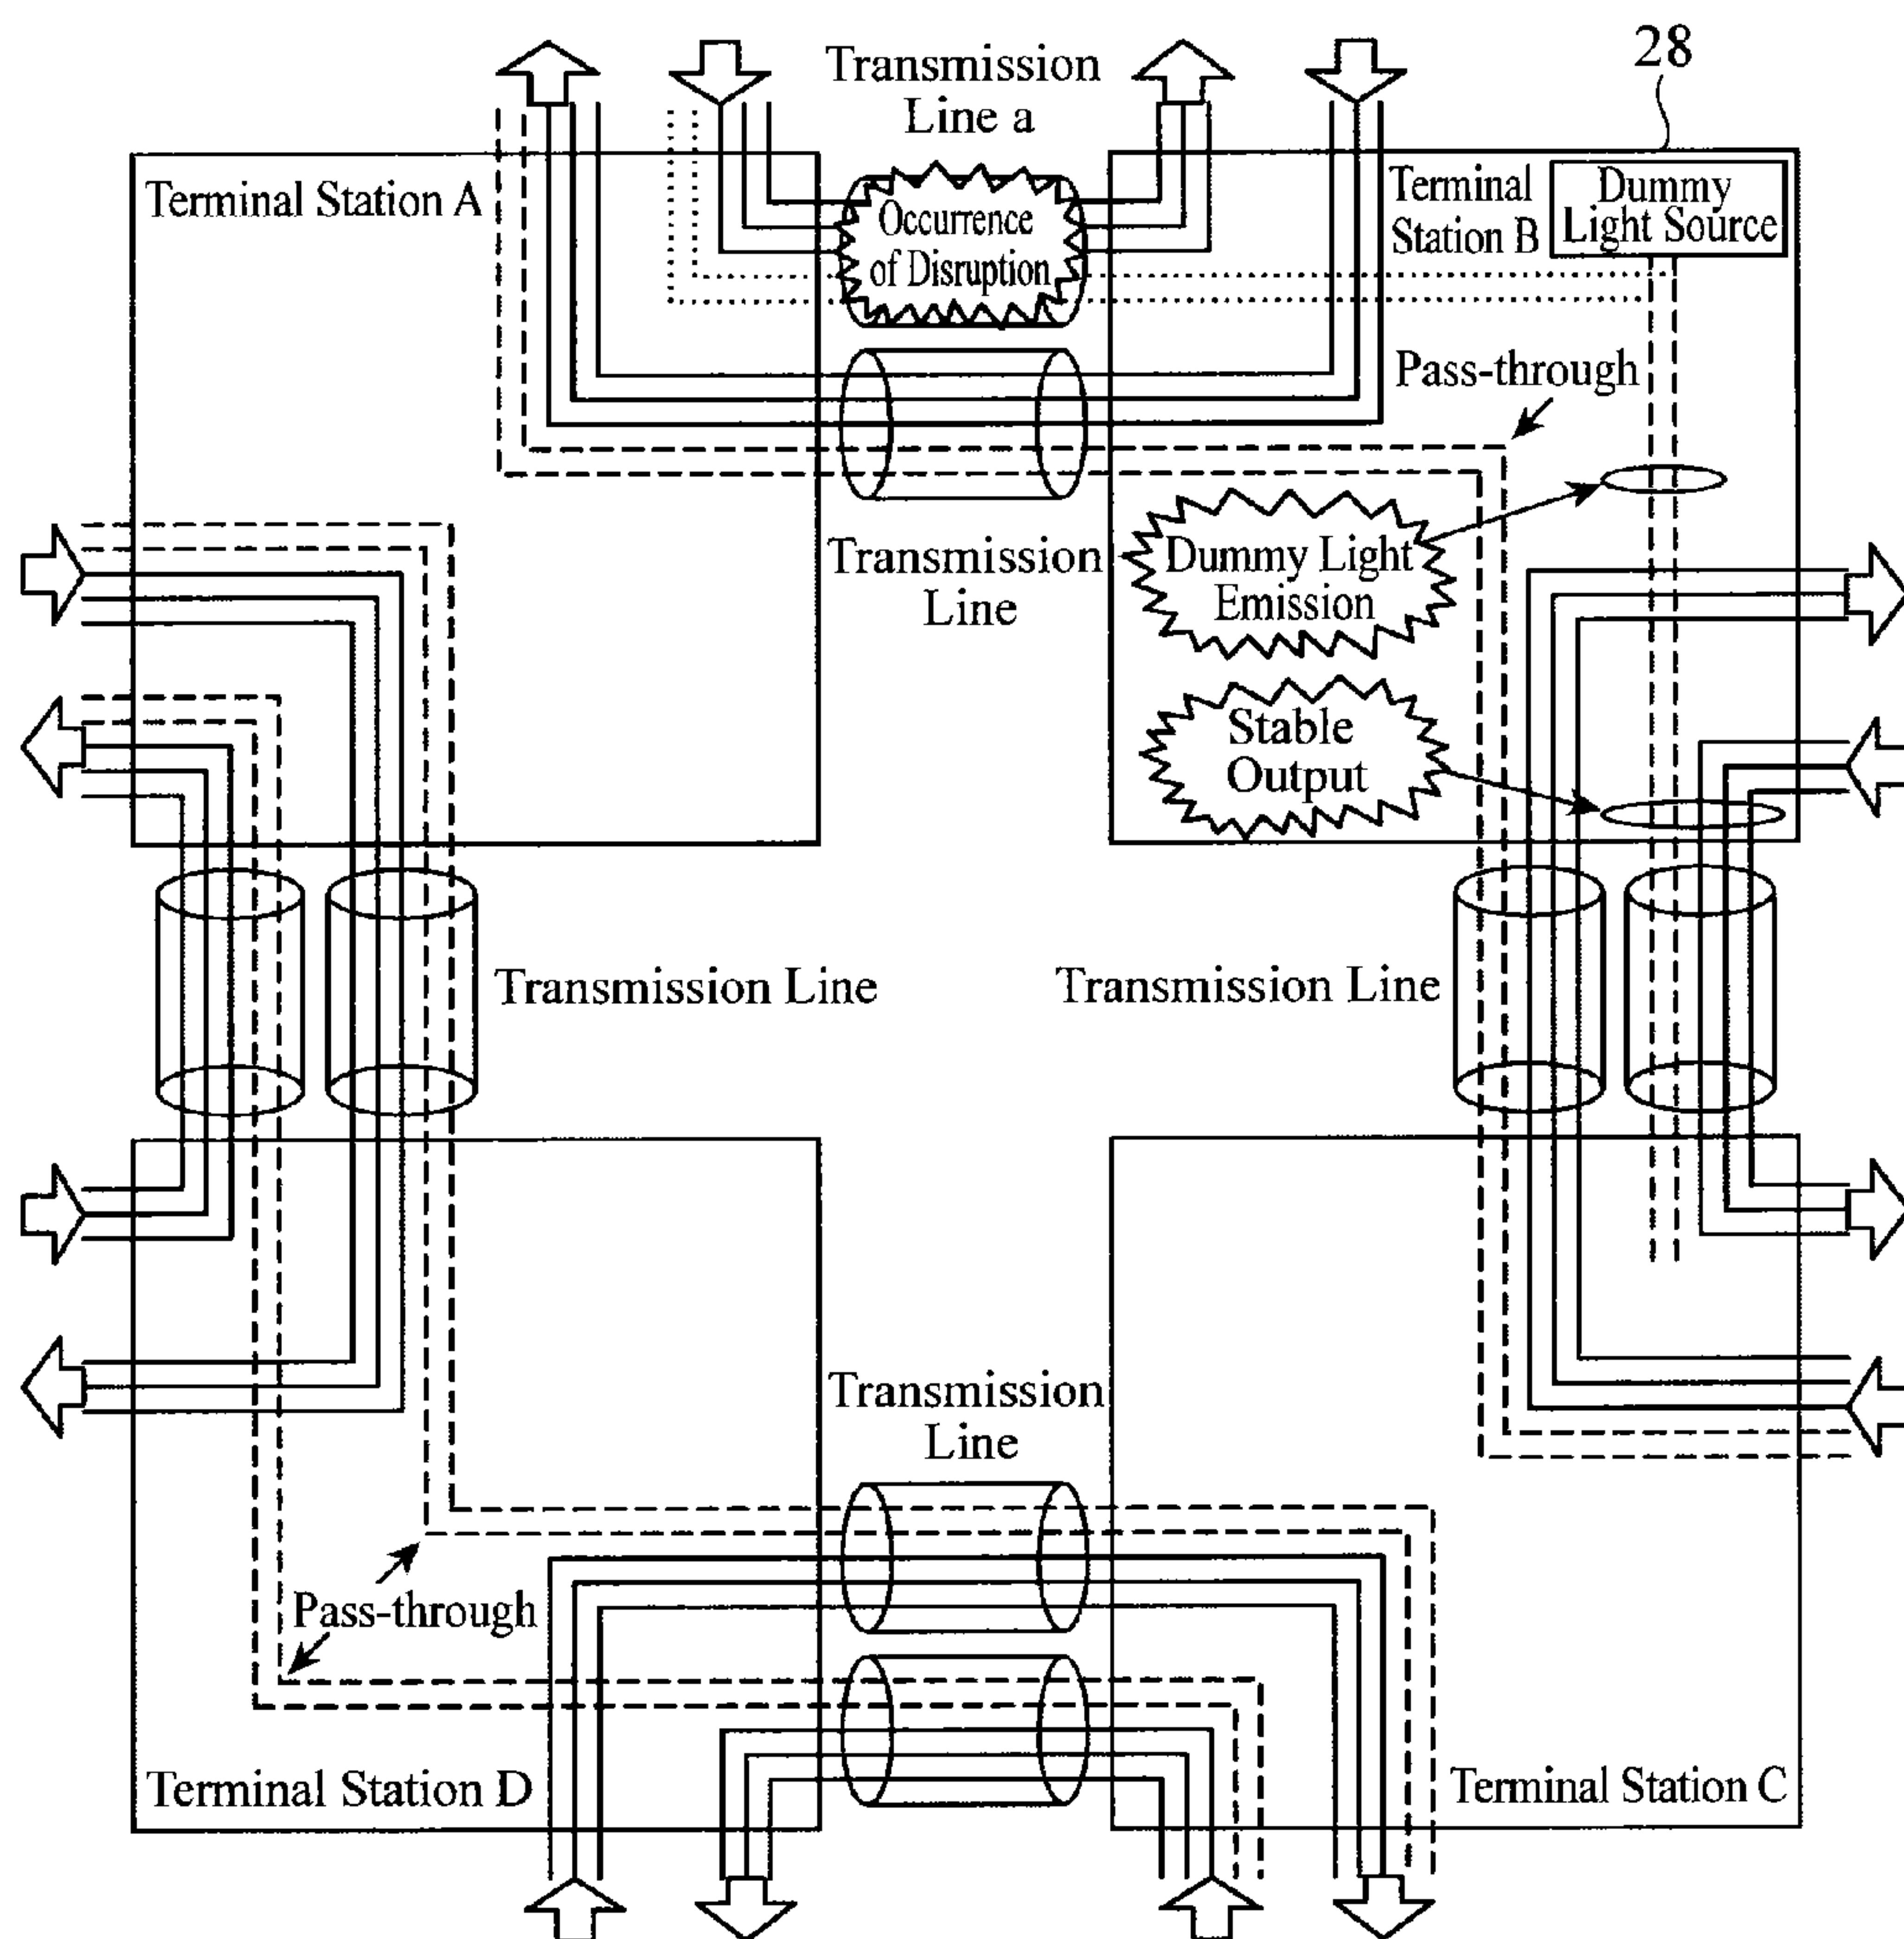 28
Transmission
Line a
Terminal Station A
Occurrence
of Disruption
Terminal
Station B
Dummy
Light Source
Pass-through
Transmission
Line
Dummy Light
Emission
Stable
Output
Transmission Line
Transmission Line
Transmission
Line
Pass-through
Terminal Station D
Terminal Station C